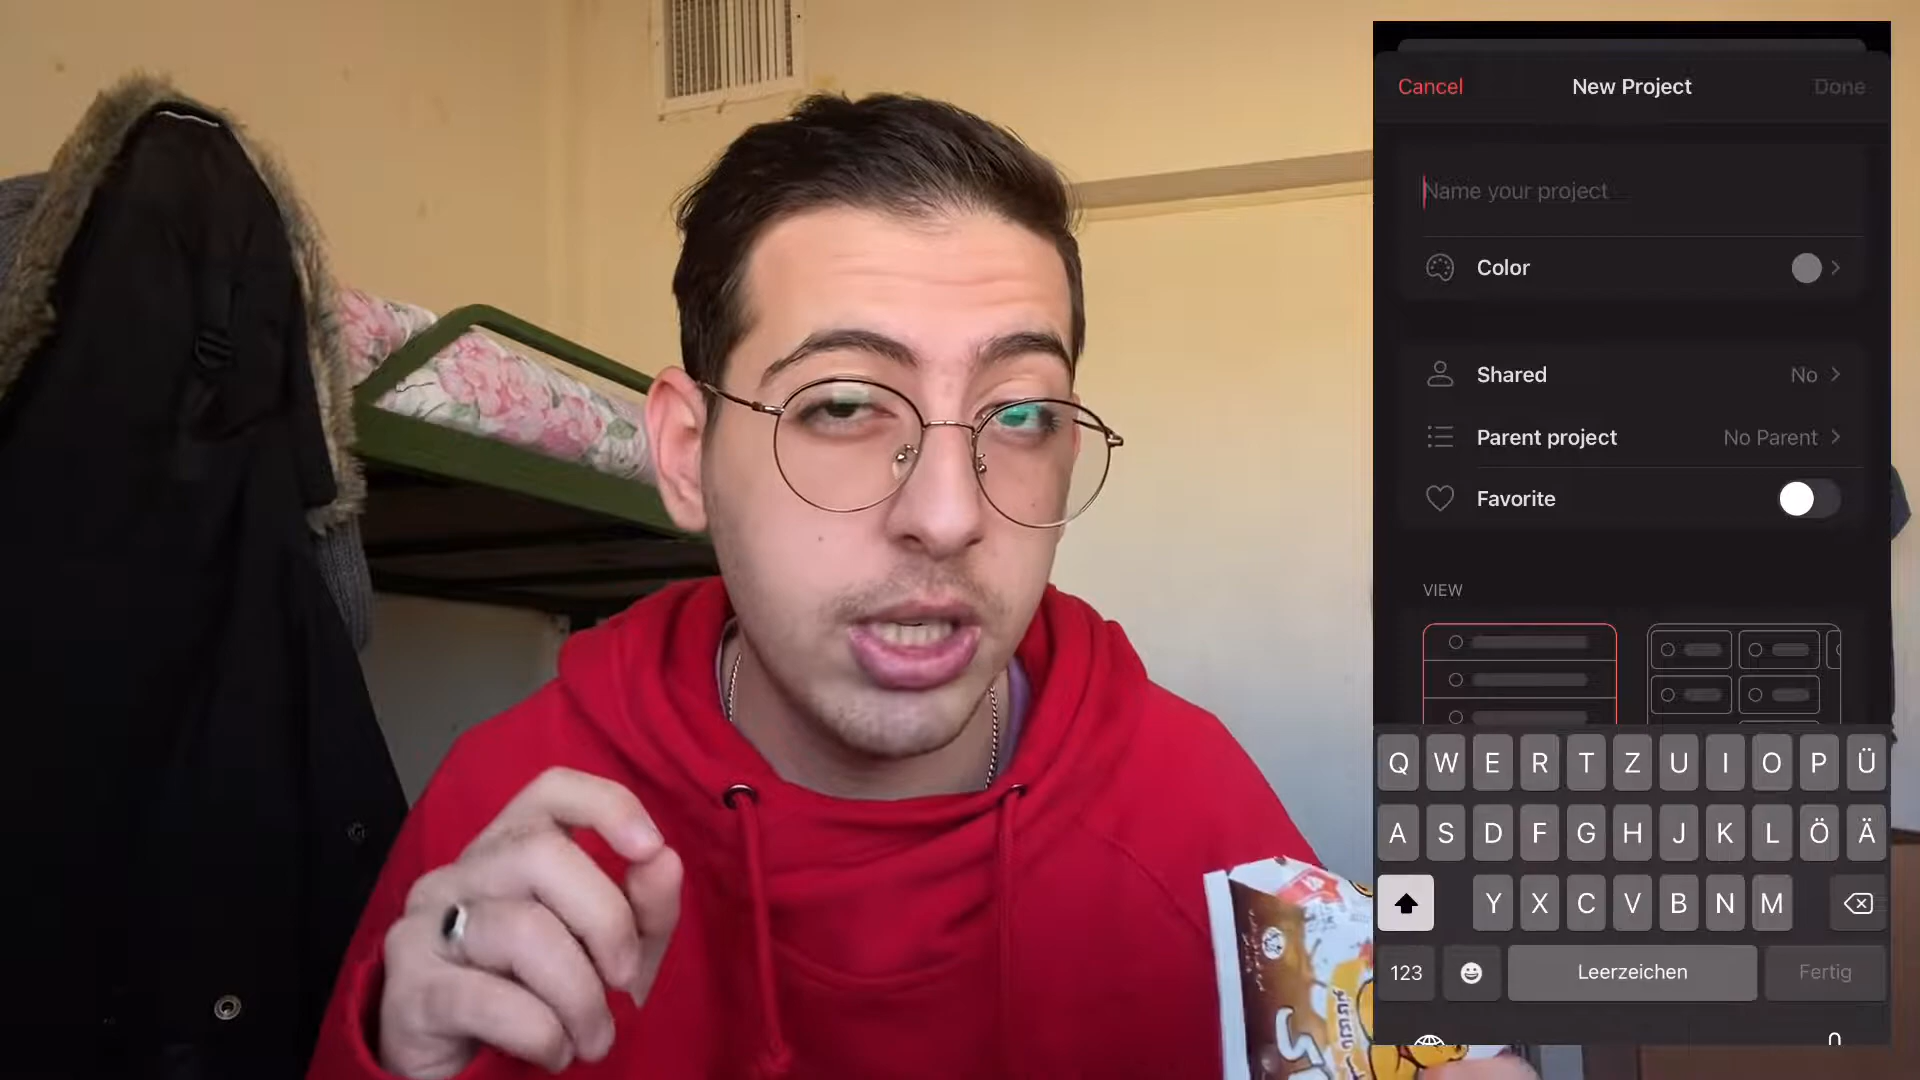 Cancel
New Project
Done
Name your project
Color
Shared
No
Parent project
No Parent
Favorite
VIEW
Q W E R T Z U I O P Ü
A S D F G H J K L Ö Ä
Y X C V B N M
123
Leerzeichen
Fertig